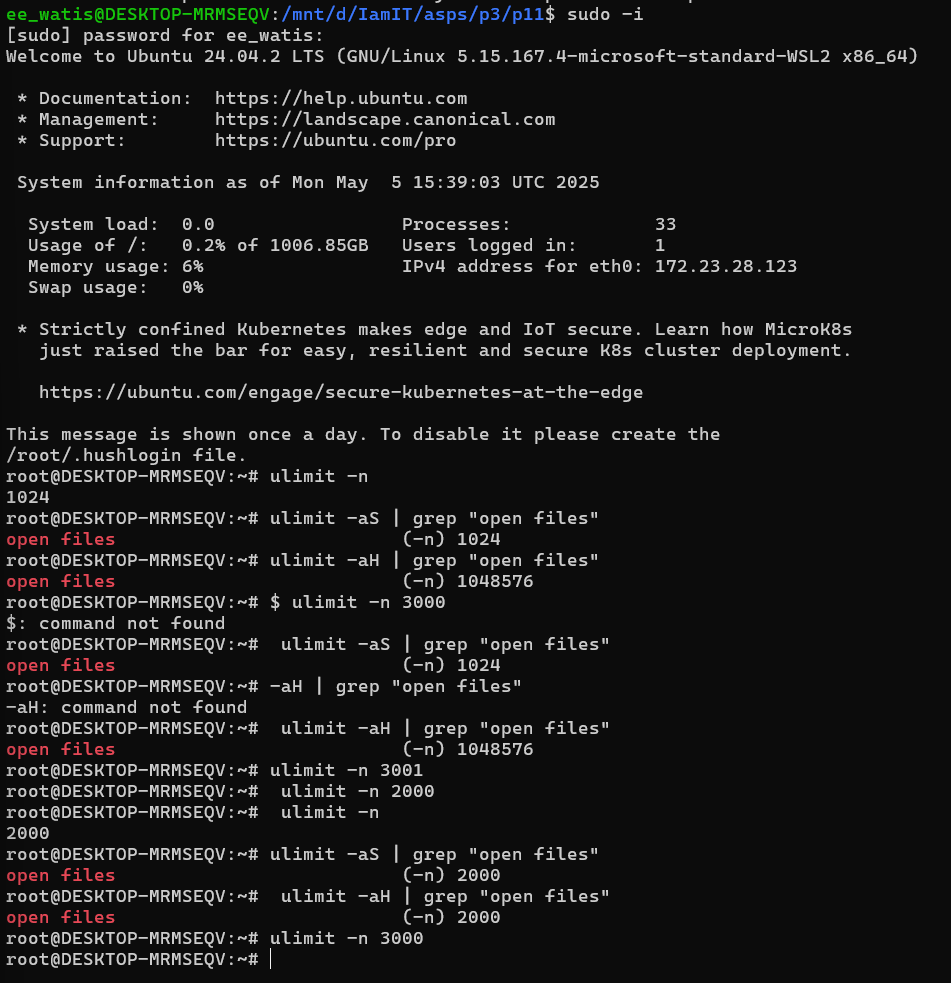 ee_watis@DESKTOP-MRMSEQV:/mnt/d/IamIT/asps/p3/p11$ sudo -i
[sudo] password for ee_watis:
Welcome to Ubuntu 24.04.2 LTS (GNU/Linux 5.15.167.4-microsoft-standard-WSL2 x86_64)

 * Documentation:  https://help.ubuntu.com
 * Management:     https://landscape.canonical.com
 * Support:        https://ubuntu.com/pro

 System information as of Mon May  5 15:39:03 UTC 2025

  System load:  0.0                 Processes:             33
  Usage of /:   0.2% of 1006.85GB   Users logged in:       1
  Memory usage: 6%                  IPv4 address for eth0: 172.23.28.123
  Swap usage:   0%

 * Strictly confined Kubernetes makes edge and IoT secure. Learn how MicroK8s
   just raised the bar for easy, resilient and secure K8s cluster deployment.

   https://ubuntu.com/engage/secure-kubernetes-at-the-edge

This message is shown once a day. To disable it please create the
/root/.hushlogin file.
root@DESKTOP-MRMSEQV:~# ulimit -n
1024
root@DESKTOP-MRMSEQV:~# ulimit -aS | grep "open files"
open files                          (-n) 1024
root@DESKTOP-MRMSEQV:~# ulimit -aH | grep "open files"
open files                          (-n) 1048576
root@DESKTOP-MRMSEQV:~# $ ulimit -n 3000
$: command not found
root@DESKTOP-MRMSEQV:~#  ulimit -aS | grep "open files"
open files                          (-n) 1024
root@DESKTOP-MRMSEQV:~# -aH | grep "open files"
-aH: command not found
root@DESKTOP-MRMSEQV:~#  ulimit -aH | grep "open files"
open files                          (-n) 1048576
root@DESKTOP-MRMSEQV:~# ulimit -n 3001
root@DESKTOP-MRMSEQV:~#  ulimit -n 2000
root@DESKTOP-MRMSEQV:~#  ulimit -n
2000
root@DESKTOP-MRMSEQV:~# ulimit -aS | grep "open files"
open files                          (-n) 2000
root@DESKTOP-MRMSEQV:~#  ulimit -aH | grep "open files"
open files                          (-n) 2000
root@DESKTOP-MRMSEQV:~# ulimit -n 3000
root@DESKTOP-MRMSEQV:~#